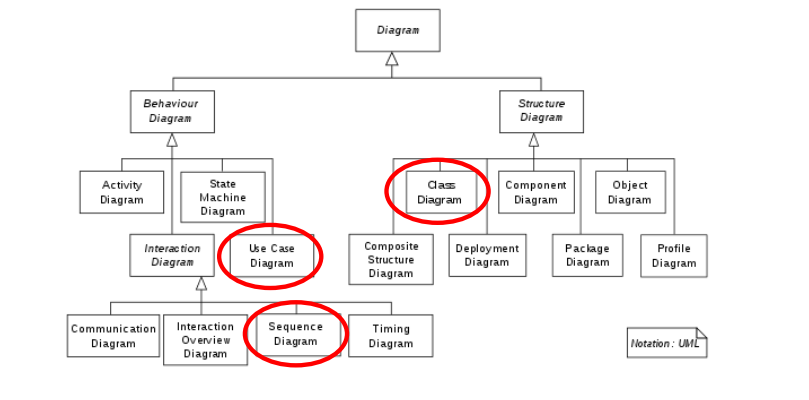 Diagram
Behaviour
Diagram
Structure
Diagram
Activity
Diagram
State
Machine
Diagram
Class
Diagram
Component
Diagram
Object
Diagram
Interaction
Diagram
Use Case
Diagram
Composite
Structure
Diagram
Deployment
Diagram
Package
Diagram
Profile
Diagram
Communication
Diagram
Interaction
Overview
Diagram
Sequence
Diagram
Timing
Diagram
Notation: UML